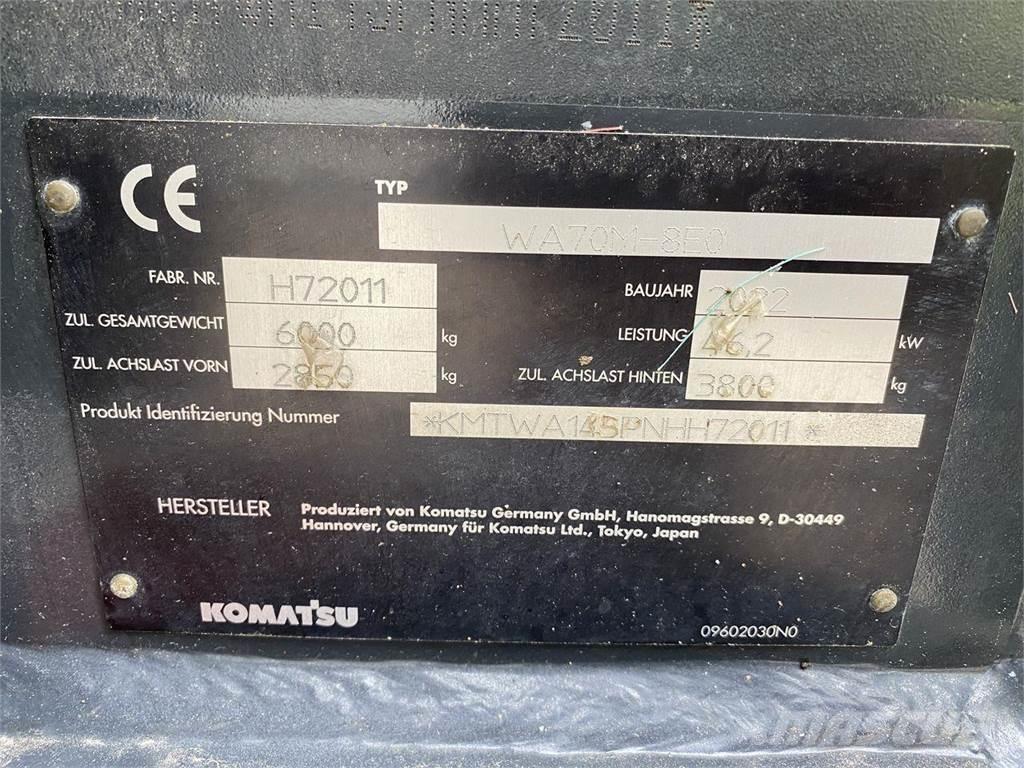 CE
TYP
WA70M-8E0
FABR. NR. H72011
BAUJAHR 2022
ZUL. GESAMTGEWICHT 6000 kg
LEISTUNG 46,2 kW
ZUL. ACHSLAST VORN 2850 kg
ZUL. ACHSLAST HINTEN 3800 kg
Produkt Identifizierung Nummer *KMTWA145PNHH72011*
HERSTELLER Produziert von Komatsu Germany GmbH, Hanomagstrasse 9, D-30449
Hannover, Germany für Komatsu Ltd., Tokyo, Japan
KOMATSU
09602030N0
MASCUS